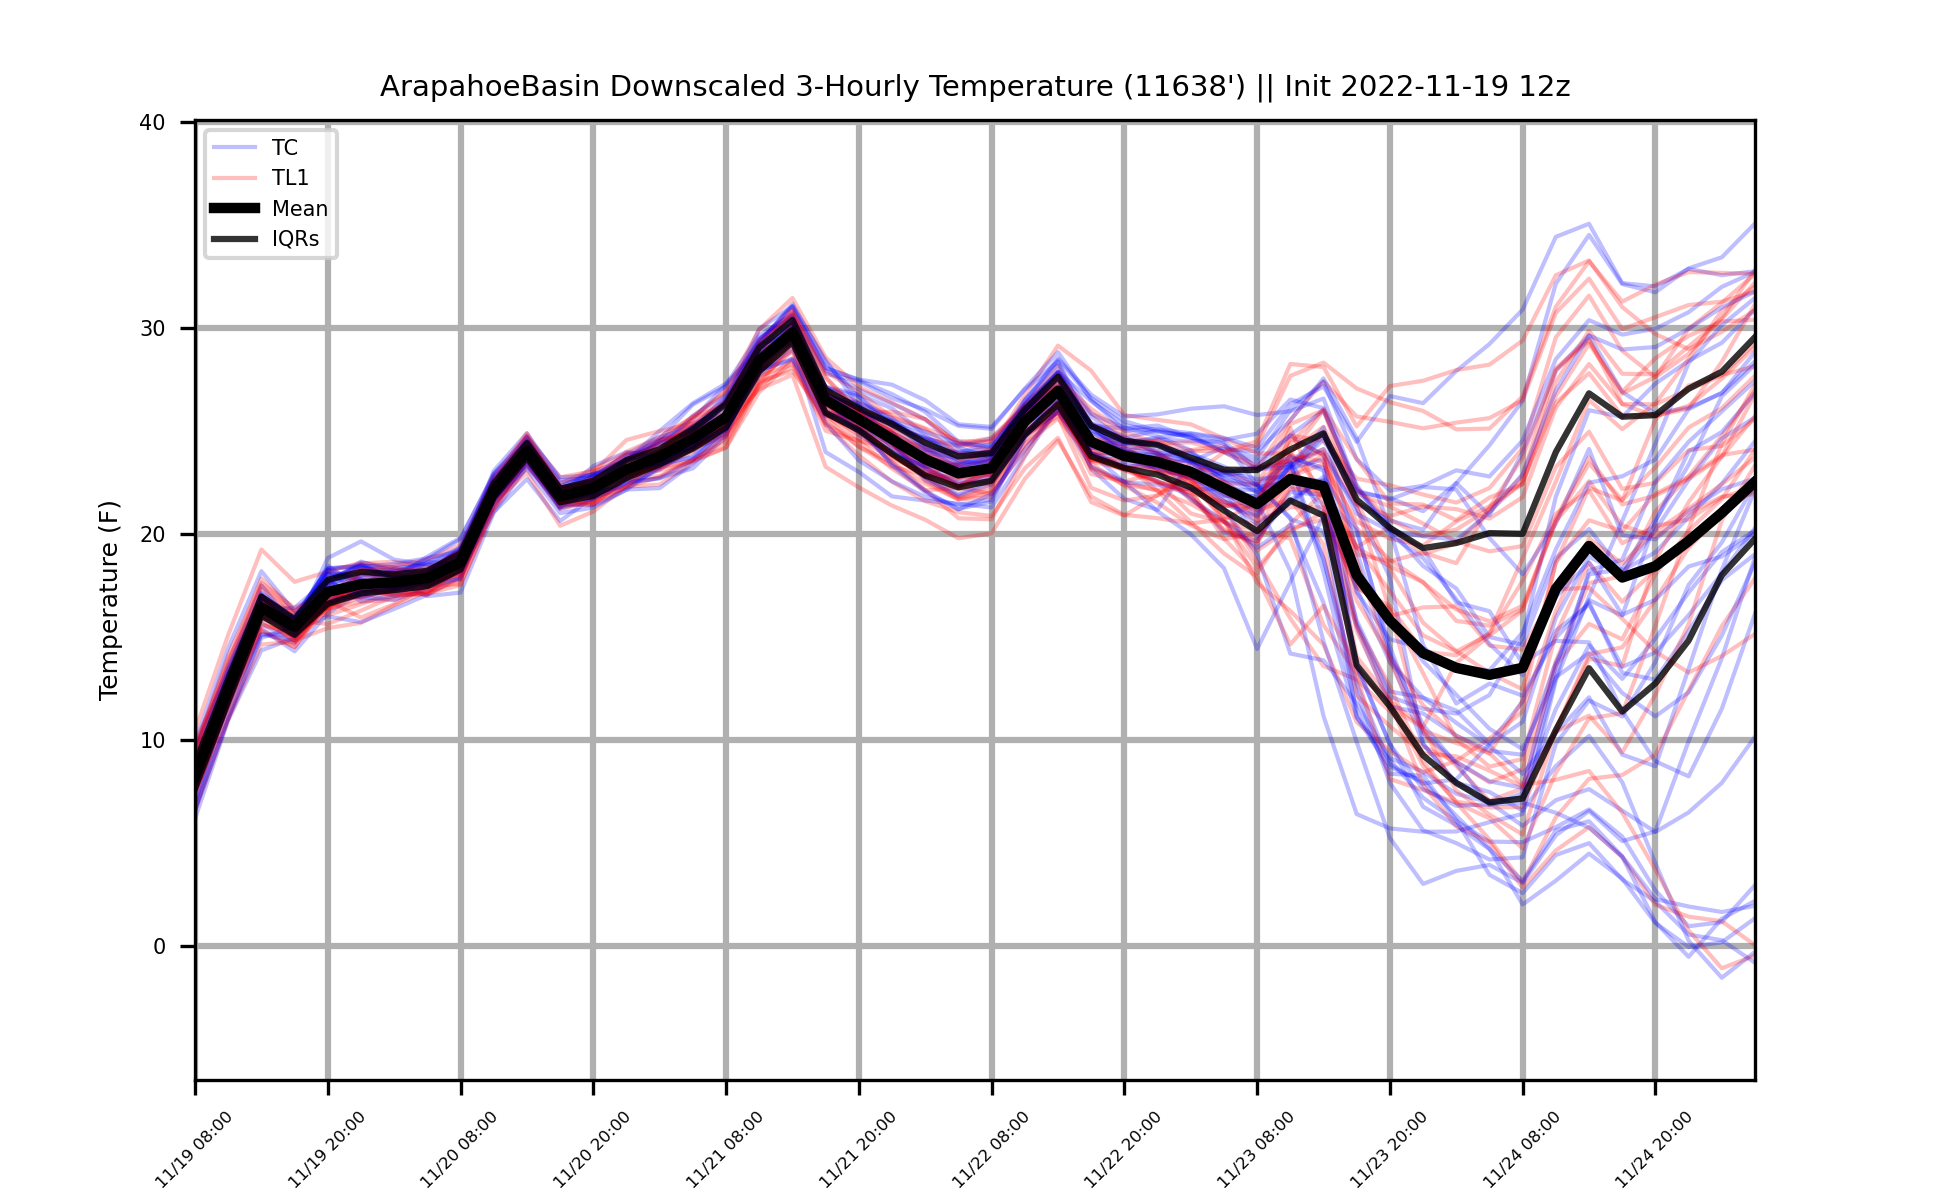 ArapahoeBasin Downscaled 3-Hourly Temperature (11638') || Init 2022-11-19 12z
TC
TL1
Mean
IQRs
Temperature (F)
40
30
20
10
0
11/19 08:00
11/19 20:00
11/20 08:00
11/20 20:00
11/21 08:00
11/21 20:00
11/22 08:00
11/22 20:00
11/23 08:00
11/23 20:00
11/24 08:00
11/24 20:00